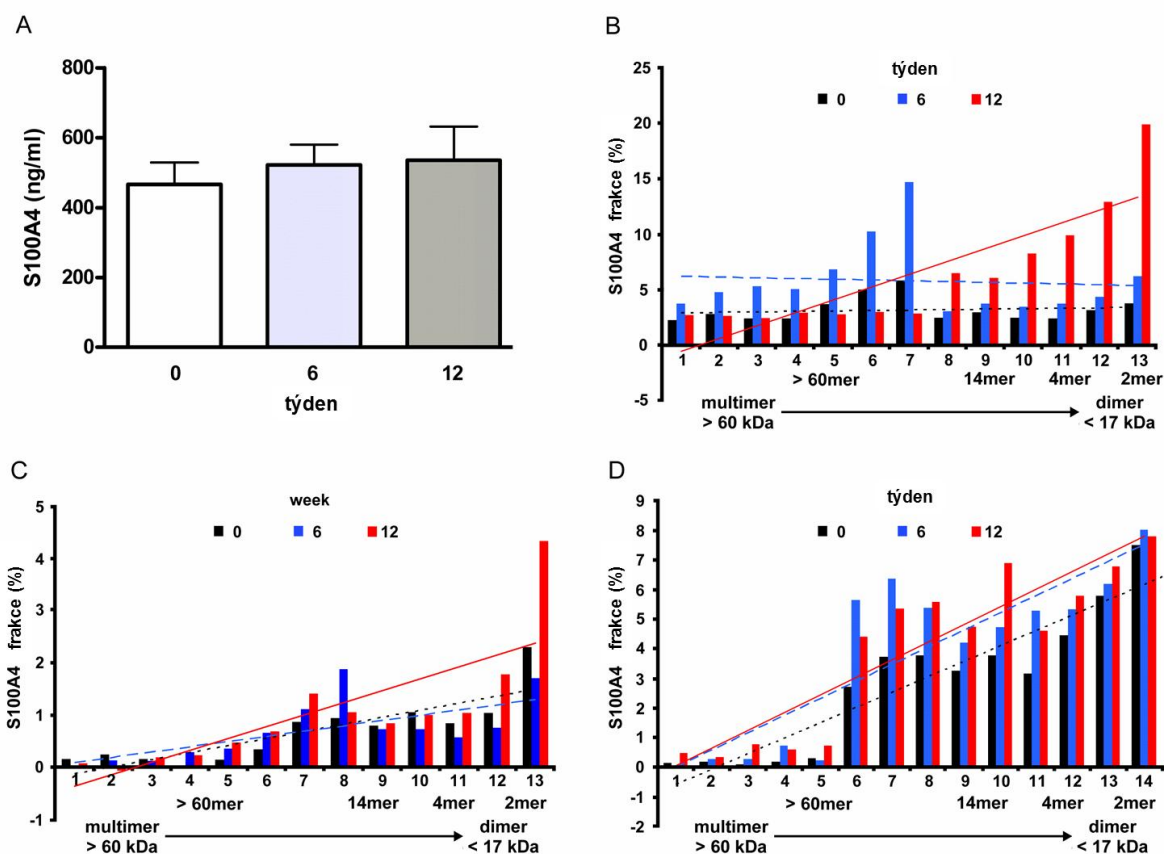 A
800
600
400
200
0
S100A4 (ng/ml)
0 6 12
týden
B
týden
0 6 12
25
20
15
10
5
0
-5
S100A4 frakce (%)
1 2 3 4 5 6 7 8 9 10 11 12 13
> 60mer 14mer 4mer 2mer
multimer dimer
> 60 kDa < 17 kDa
C
week
0 6 12
5
4
3
2
1
0
-1
S100A4 frakce (%)
1 2 3 4 5 6 7 8 9 10 11 12 13
> 60mer 14mer 4mer 2mer
multimer dimer
> 60 kDa < 17 kDa
D
týden
0 6 12
9
8
7
6
5
4
3
2
1
0
-1
-2
S100A4 frakce (%)
1 2 3 4 5 6 7 8 9 10 11 12 13 14
> 60mer 14mer 4mer 2mer
multimer dimer
> 60 kDa < 17 kDa